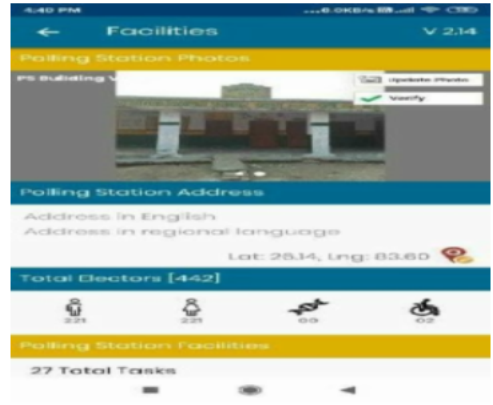 4:40 PM
Facilities V 2.14
Polling Station Photos
PS Building Update Photo
Verify
Polling Station Address
Address in English
Address in regional language
Lat: 28.14, Lng: 83.60
Total Electors [442]
221 221 00 02
Polling Station Facilities
27 Total Tasks